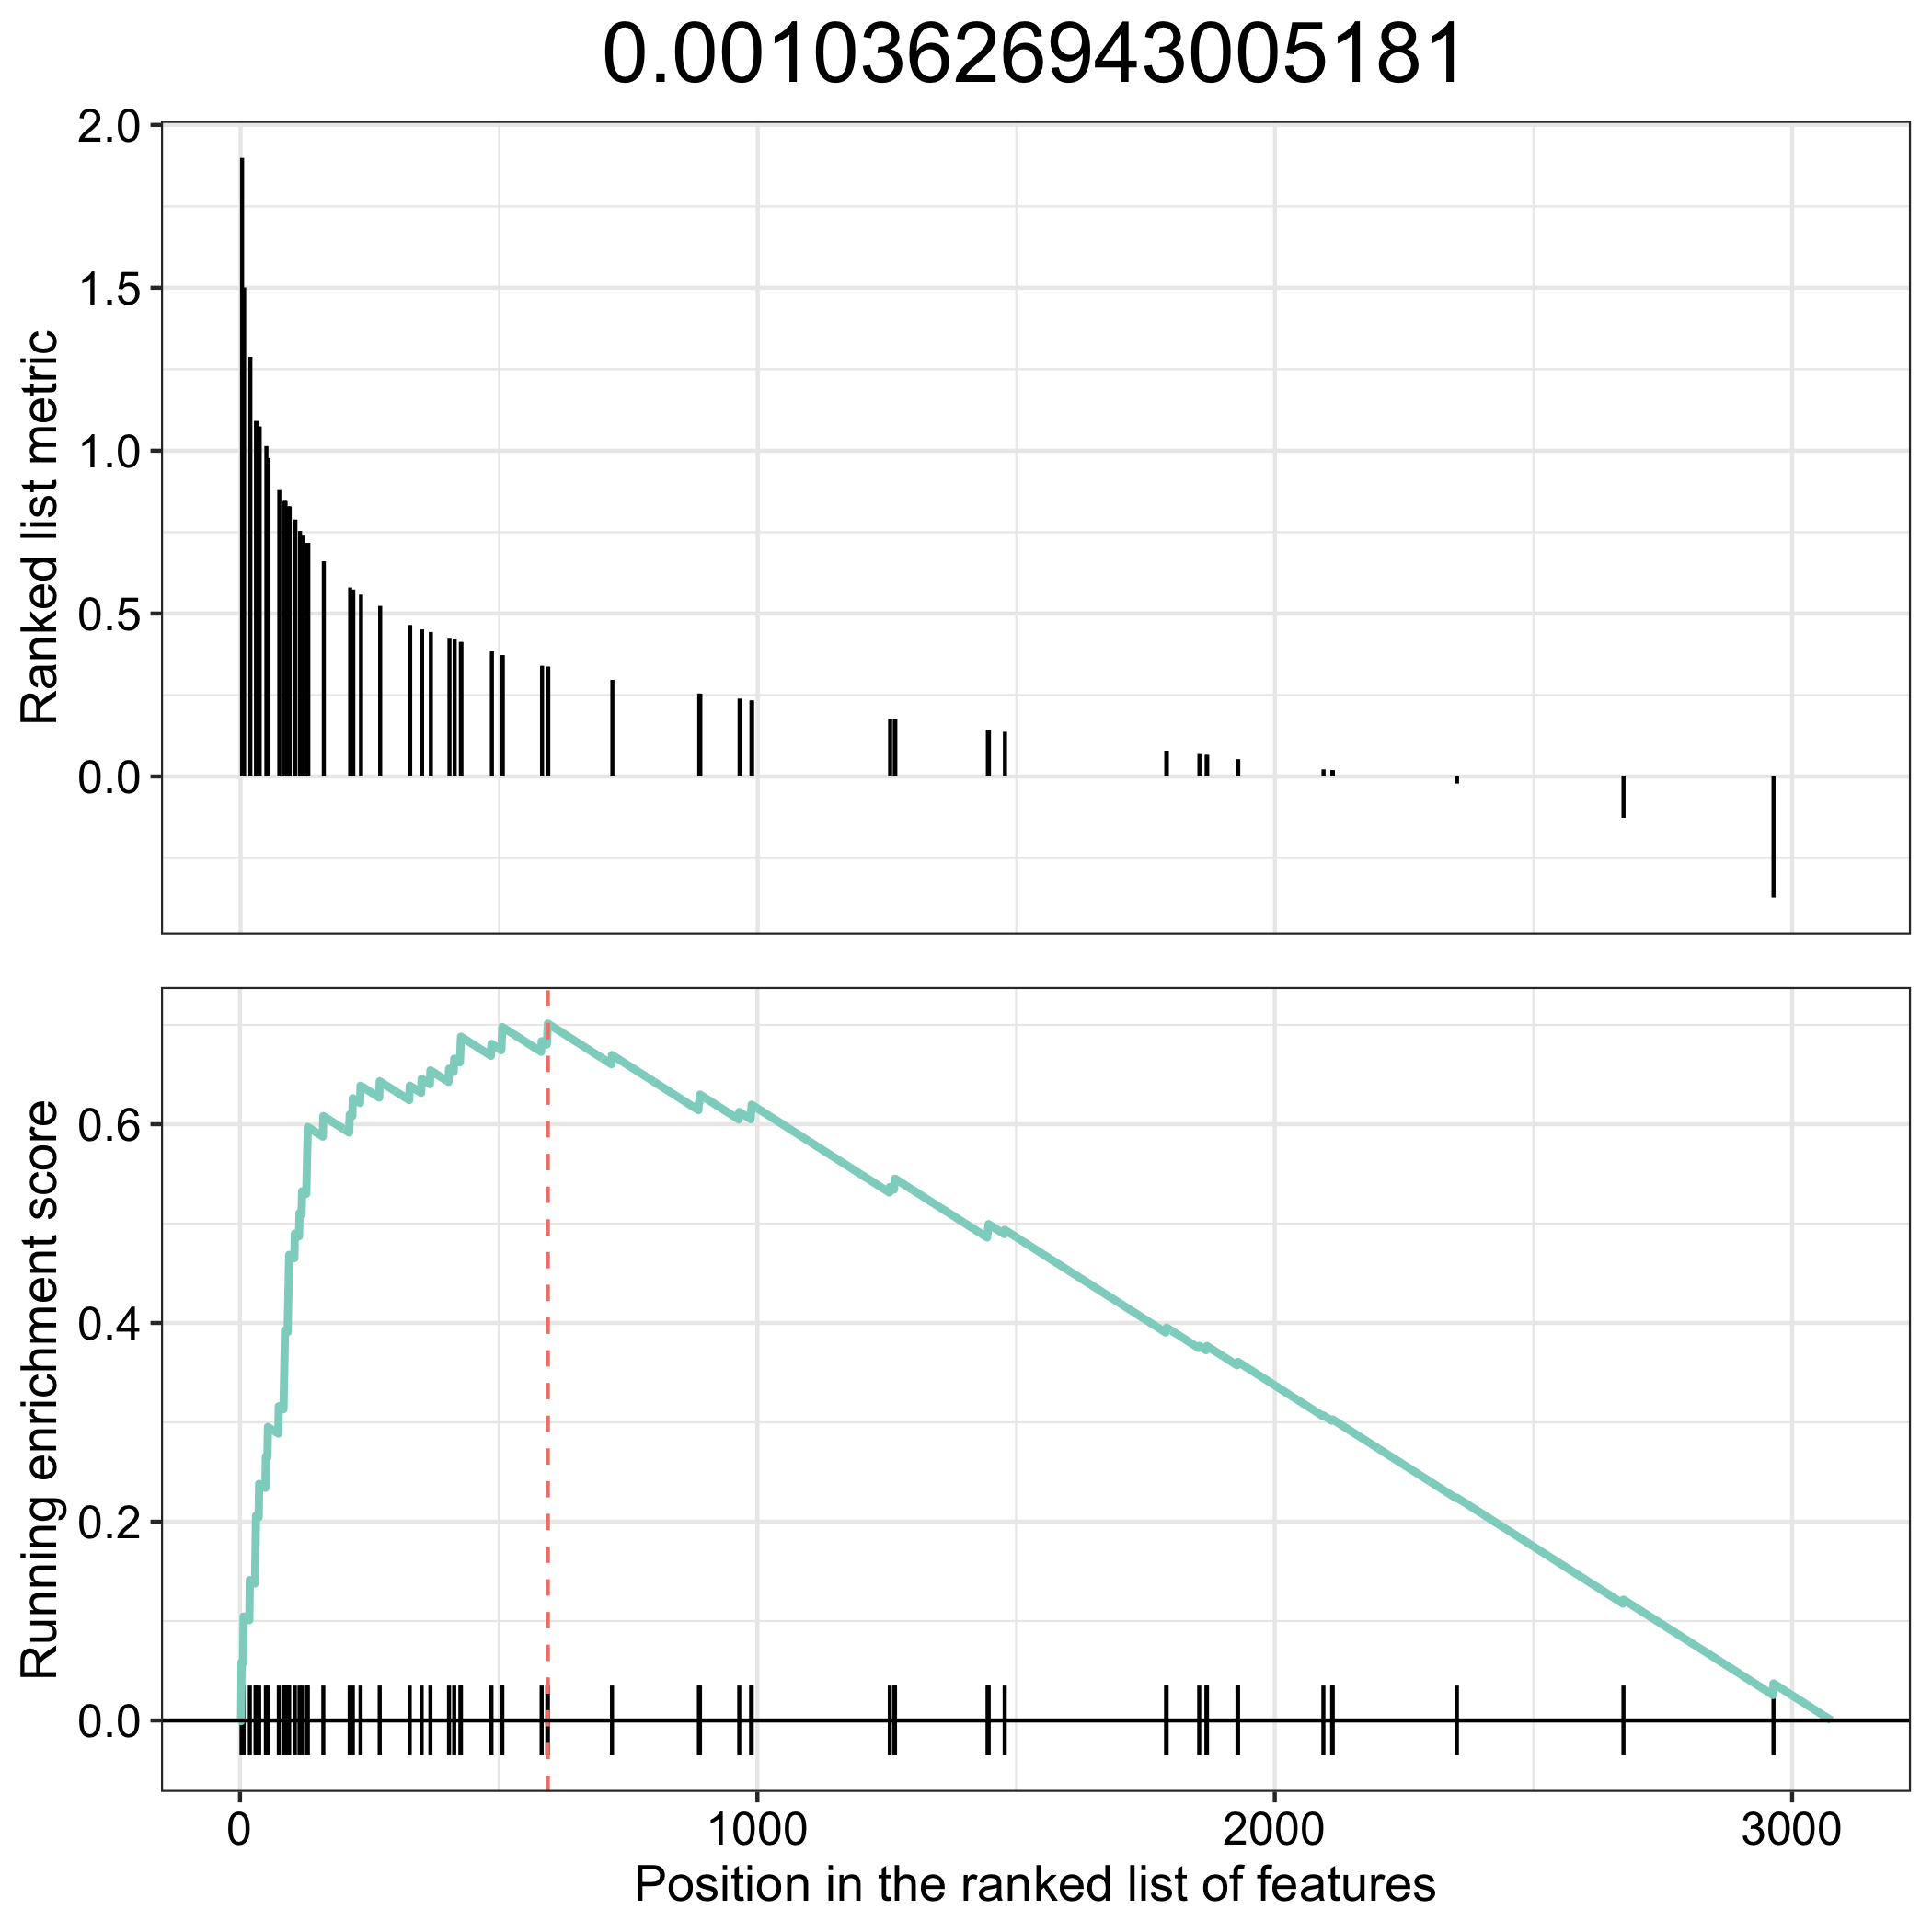 0.00103626943005181
2.0
1.5
1.0
0.5
0.0
Ranked list metric
0.6
0.4
0.2
0.0
Running enrichment score
0 1000 2000 3000
Position in the ranked list of features